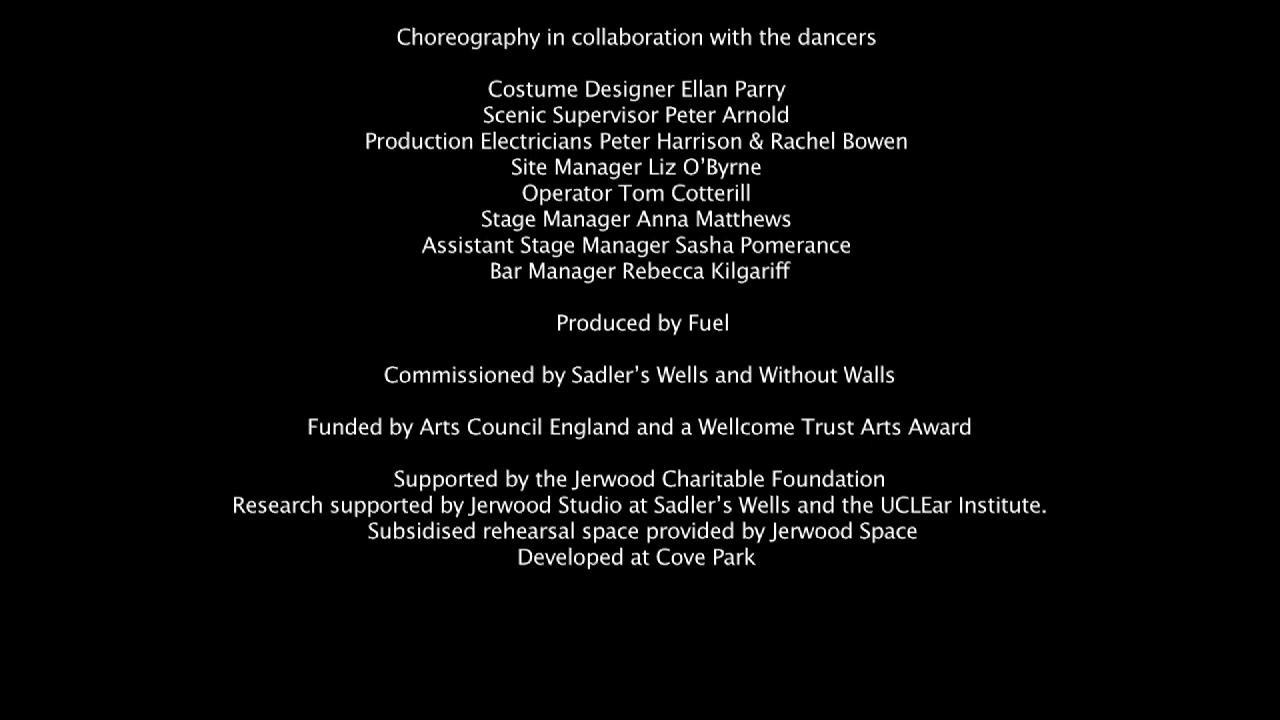 Choreography in collaboration with the dancers
Costume Designer Ellan Parry
Scenic Supervisor Peter Arnold
Production Electricians Peter Harrison & Rachel Bowen
Site Manager Liz O’Byrne
Operator Tom Cotterill
Stage Manager Anna Matthews
Assistant Stage Manager Sasha Pomerance
Bar Manager Rebecca Kilgariff
Produced by Fuel
Commissioned by Sadler’s Wells and Without Walls
Funded by Arts Council England and a Wellcome Trust Arts Award
Supported by the Jerwood Charitable Foundation
Research supported by Jerwood Studio at Sadler’s Wells and the UCLEar Institute.
Subsidised rehearsal space provided by Jerwood Space
Developed at Cove Park